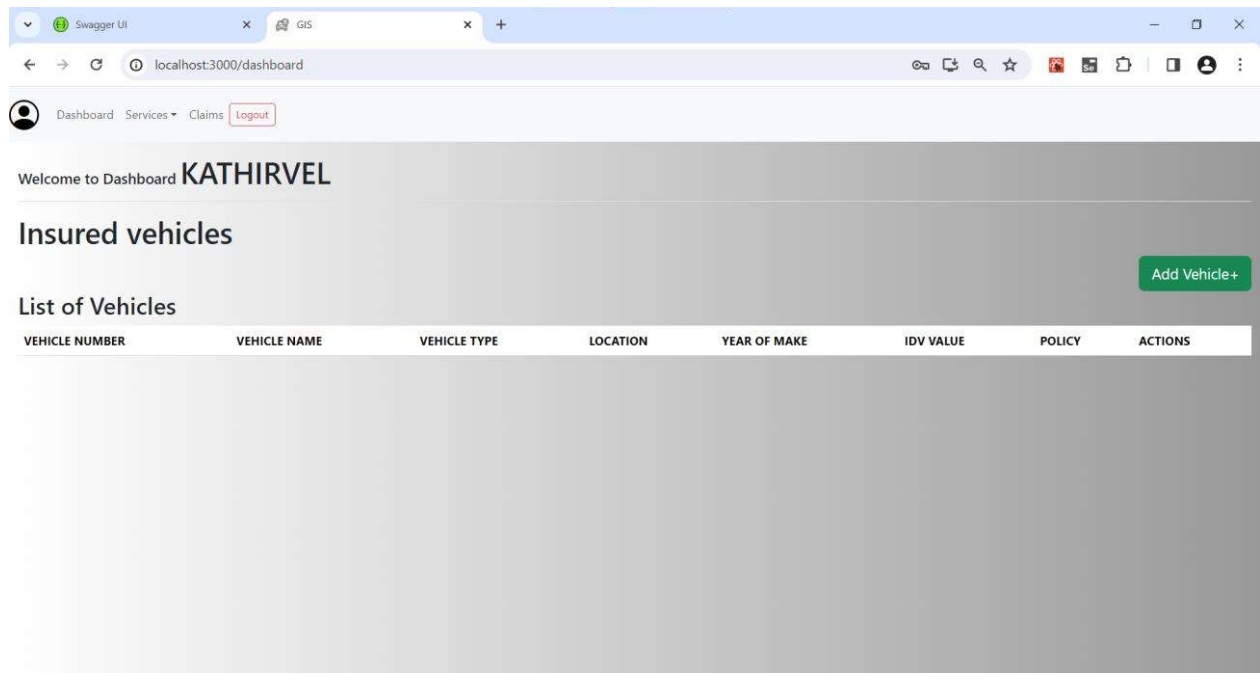 Swagger UI GIS
localhost:3000/dashboard
Se
Dashboard Services Claims Logout
Welcome to Dashboard KATHIRVEL
Insured vehicles
Add Vehicle+
List of Vehicles
VEHICLE NUMBER VEHICLE NAME VEHICLE TYPE LOCATION YEAR OF MAKE IDV VALUE POLICY ACTIONS